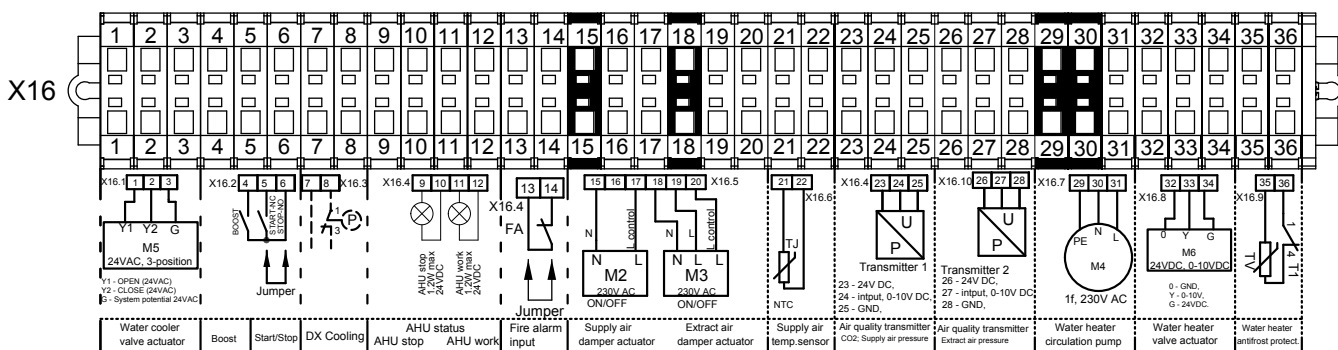 1 2 3 4 5 6 7 8 9 10 11 12 13 14 15 16 17 18 19 20 21 22 23 24 25 26 27 28 29 30 31 32 33 34 35 36
X16
1 2 3 4 5 6 7 8 9 10 11 12 13 14 15 16 17 18 19 20 21 22 23 24 25 26 27 28 29 30 31 32 33 34 35 36
X16.1
1 2 3
Y1 Y2 G
M5
24VAC, 3-position
Y1 - OPEN (24VAC)
Y2 - CLOSE (24VAC)
G - System potential 24VAC
Water cooler
valve actuator
X16.2
4 5 6
BOOST
START-NC
STOP-NO
Jumper
Boost
Start/Stop
7 8
X16.3
1
3
P
DX Cooling
X16.4
9 10 11 12
AHU stop
1,2W max
24VDC
AHU work
1,2W max
24VDC
AHU status
AHU stop AHU work
13 14
X16.4
FA
Jumper
Fire alarm
input
15 16 17 18 19 20
X16.5
N
L control
N
L
L control
N L
M2
230V AC
ON/OFF
N L L
M3
230V AC
ON/OFF
Supply air
damper actuator
Extract air
damper actuator
21 22
X16.6
TJ
NTC
Supply air
temp.sensor
X16.4
23 24 25
U
P
Transmitter 1
23 - 24V DC,
24 - intput, 0-10V DC,
25 - GND,
Air quality transmitter
CO2; Supply air pressure
X16.10
26 27 28
U
P
Transmitter 2
26 - 24V DC,
27 - intput, 0-10V DC
28 - GND,
Air quality transmitter
Extract air pressure
X16.7
29 30 31
PE
N
L
M4
1f, 230V AC
Water heater
circulation pump
32 33 34
X16.8
0 Y G
M6
24VDC, 0-10VDC
0 - GND,
Y - 0-10V,
G - 24VDC.
Water heater
valve actuator
35 36
X16.9
TV
1
4
T1
Water heater
antifrost protect.